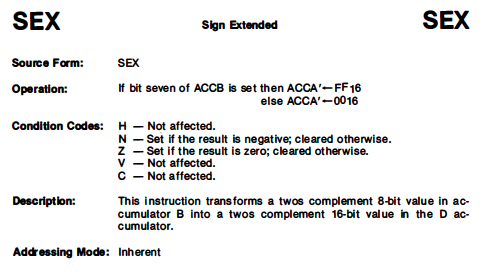 SEX Sign Extended SEX
Source Form: SEX
Operation: If bit seven of ACCB is set then ACCA'←FF16
else ACCA'←0016
Condition Codes: H — Not affected.
N — Set if the result is negative; cleared otherwise.
Z — Set if the result is zero; cleared otherwise.
V — Not affected.
C — Not affected.
Description: This instruction transforms a twos complement 8-bit value in ac-
cumulator B into a twos complement 16-bit value in the D ac-
cumulator.
Addressing Mode: Inherent